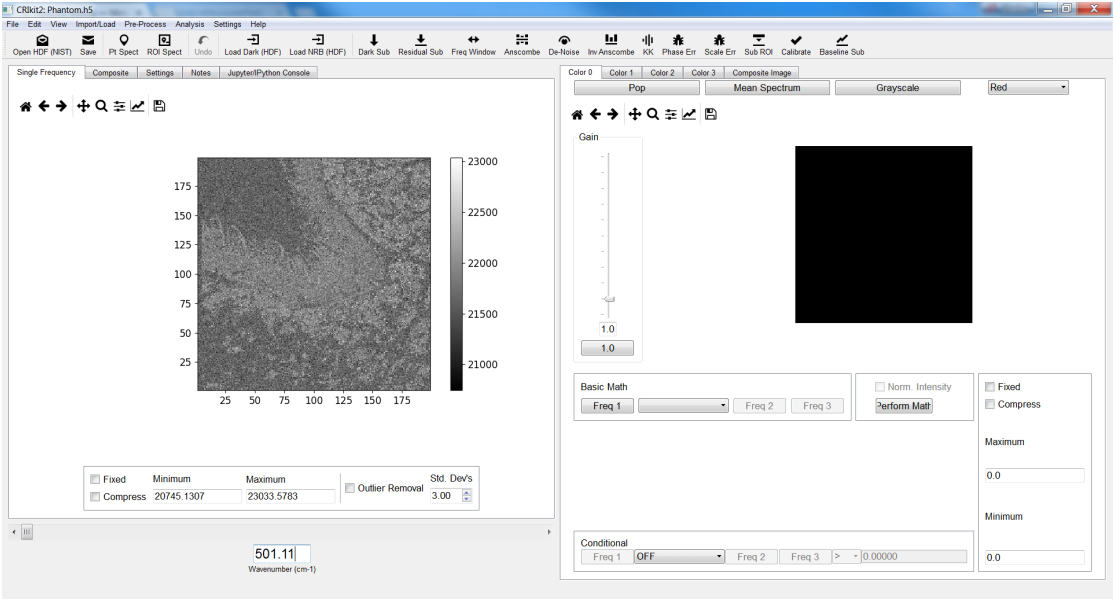 CRIkit2: Phantom.h5
File Edit View Import/Load Pre-Process Analysis Settings Help
Open HDF (NIST) Save Pt Spect ROI Spect Undo Load Dark (HDF) Load NRB (HDF) Dark Sub Residual Sub Freq Window Anscombe De-Noise Inv Anscombe KK Phase Err Scale Err Sub ROI Calibrate Baseline Sub
Single Frequency Composite Settings Notes Jupyter/IPython Console
175
150
125
100
75
50
25
25 50 75 100 125 150 175
23000
22500
22000
21500
21000
Fixed Minimum Maximum
Compress 20745.1307 23033.5783
Outlier Removal
Std. Dev's
3.00
501.11
Wavenumber (cm-1)
Color 0 Color 1 Color 2 Color 3 Composite Image
Pop Mean Spectrum Grayscale Red
Gain
1.0
1.0
Basic Math
Freq 1 Freq 2 Freq 3
Norm. Intensity
Perform Math
Fixed
Compress
Maximum
0.0
Minimum
0.0
Conditional
Freq 1 OFF Freq 2 Freq 3 > 0.00000